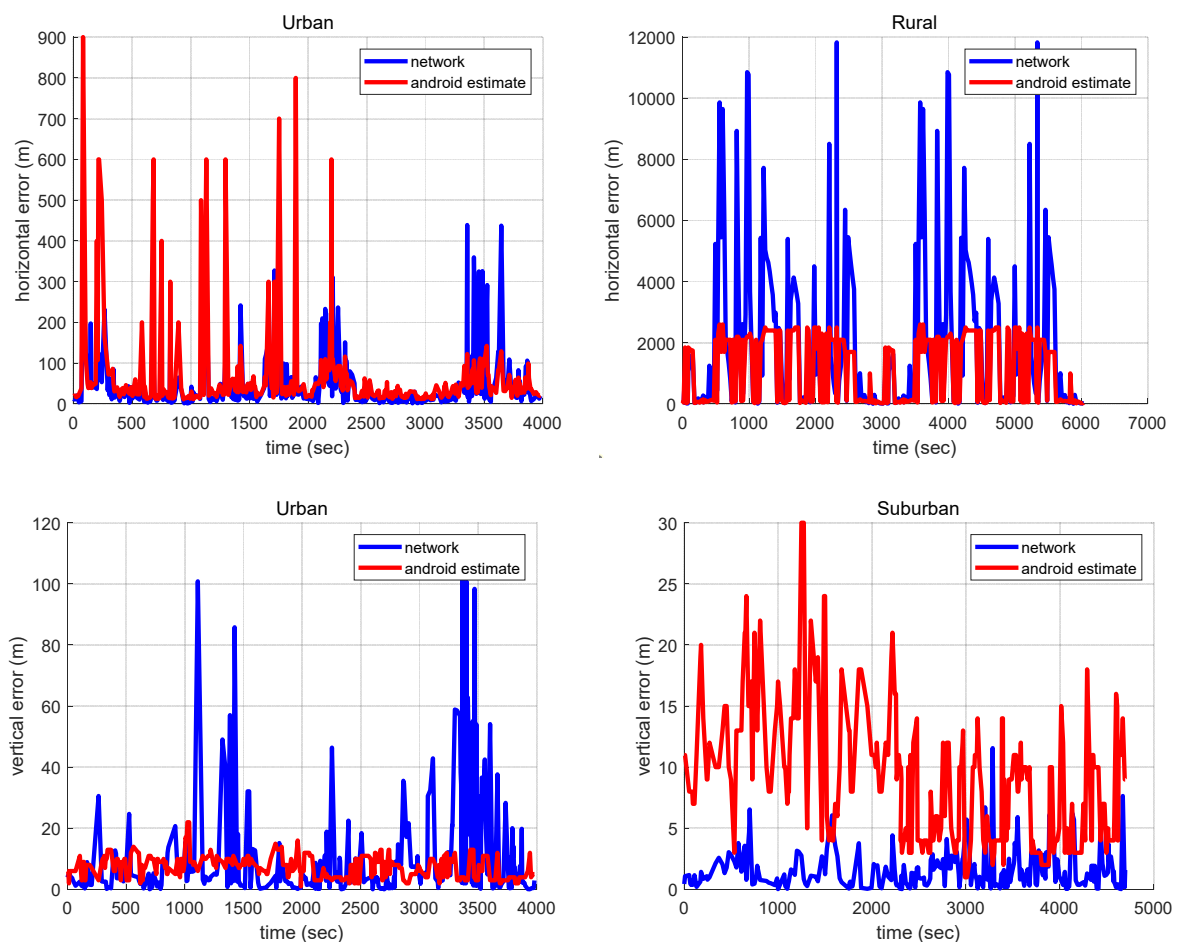 Urban
900
800
700
600
500
400
300
200
100
0
horizontal error (m)
network
android estimate
0 500 1000 1500 2000 2500 3000 3500 4000
time (sec)
Rural
12000
10000
8000
6000
4000
2000
0
horizontal error (m)
network
android estimate
0 1000 2000 3000 4000 5000 6000 7000
time (sec)
Urban
120
100
80
60
40
20
0
vertical error (m)
network
android estimate
0 500 1000 1500 2000 2500 3000 3500 4000
time (sec)
Suburban
30
25
20
15
10
5
0
vertical error (m)
network
android estimate
0 1000 2000 3000 4000 5000
time (sec)